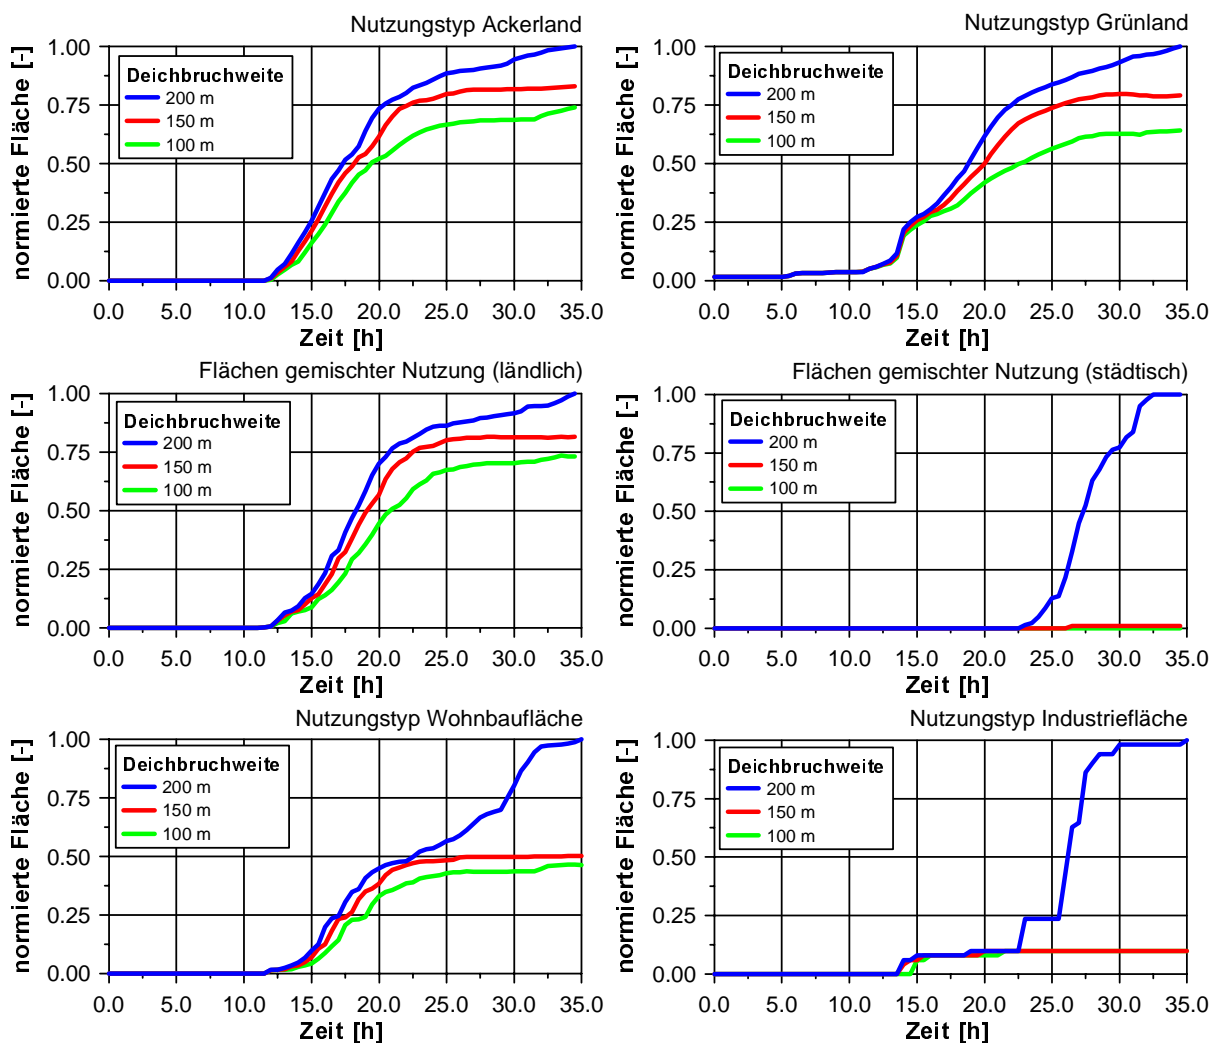 Nutzungstyp Ackerland
normierte Fläche [-]
1.00
0.75
0.50
0.25
0.00
Deichbruchweite
200 m
150 m
100 m
0.0 5.0 10.0 15.0 20.0 25.0 30.0 35.0
Zeit [h]
Nutzungstyp Grünland
normierte Fläche [-]
1.00
0.75
0.50
0.25
0.00
Deichbruchweite
200 m
150 m
100 m
0.0 5.0 10.0 15.0 20.0 25.0 30.0 35.0
Zeit [h]
Flächen gemischter Nutzung (ländlich)
normierte Fläche [-]
1.00
0.75
0.50
0.25
0.00
Deichbruchweite
200 m
150 m
100 m
0.0 5.0 10.0 15.0 20.0 25.0 30.0 35.0
Zeit [h]
Flächen gemischter Nutzung (städtisch)
normierte Fläche [-]
1.00
0.75
0.50
0.25
0.00
Deichbruchweite
200 m
150 m
100 m
0.0 5.0 10.0 15.0 20.0 25.0 30.0 35.0
Zeit [h]
Nutzungstyp Wohnbaufläche
normierte Fläche [-]
1.00
0.75
0.50
0.25
0.00
Deichbruchweite
200 m
150 m
100 m
0.0 5.0 10.0 15.0 20.0 25.0 30.0 35.0
Zeit [h]
Nutzungstyp Industriefläche
normierte Fläche [-]
1.00
0.75
0.50
0.25
0.00
Deichbruchweite
200 m
150 m
100 m
0.0 5.0 10.0 15.0 20.0 25.0 30.0 35.0
Zeit [h]